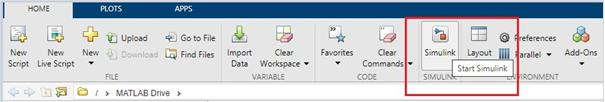 HOME PLOTS APPS
New Script
New Live Script
New
Upload
Download
Go to File
Find Files
Import Data
Clear Workspace
Favorites
Clear Commands
Simulink
Layout
Preferences
Parallel
Add-Ons
Start Simulink
FILE VARIABLE CODE SIMULINK ENVIRONMENT
/ MATLAB Drive